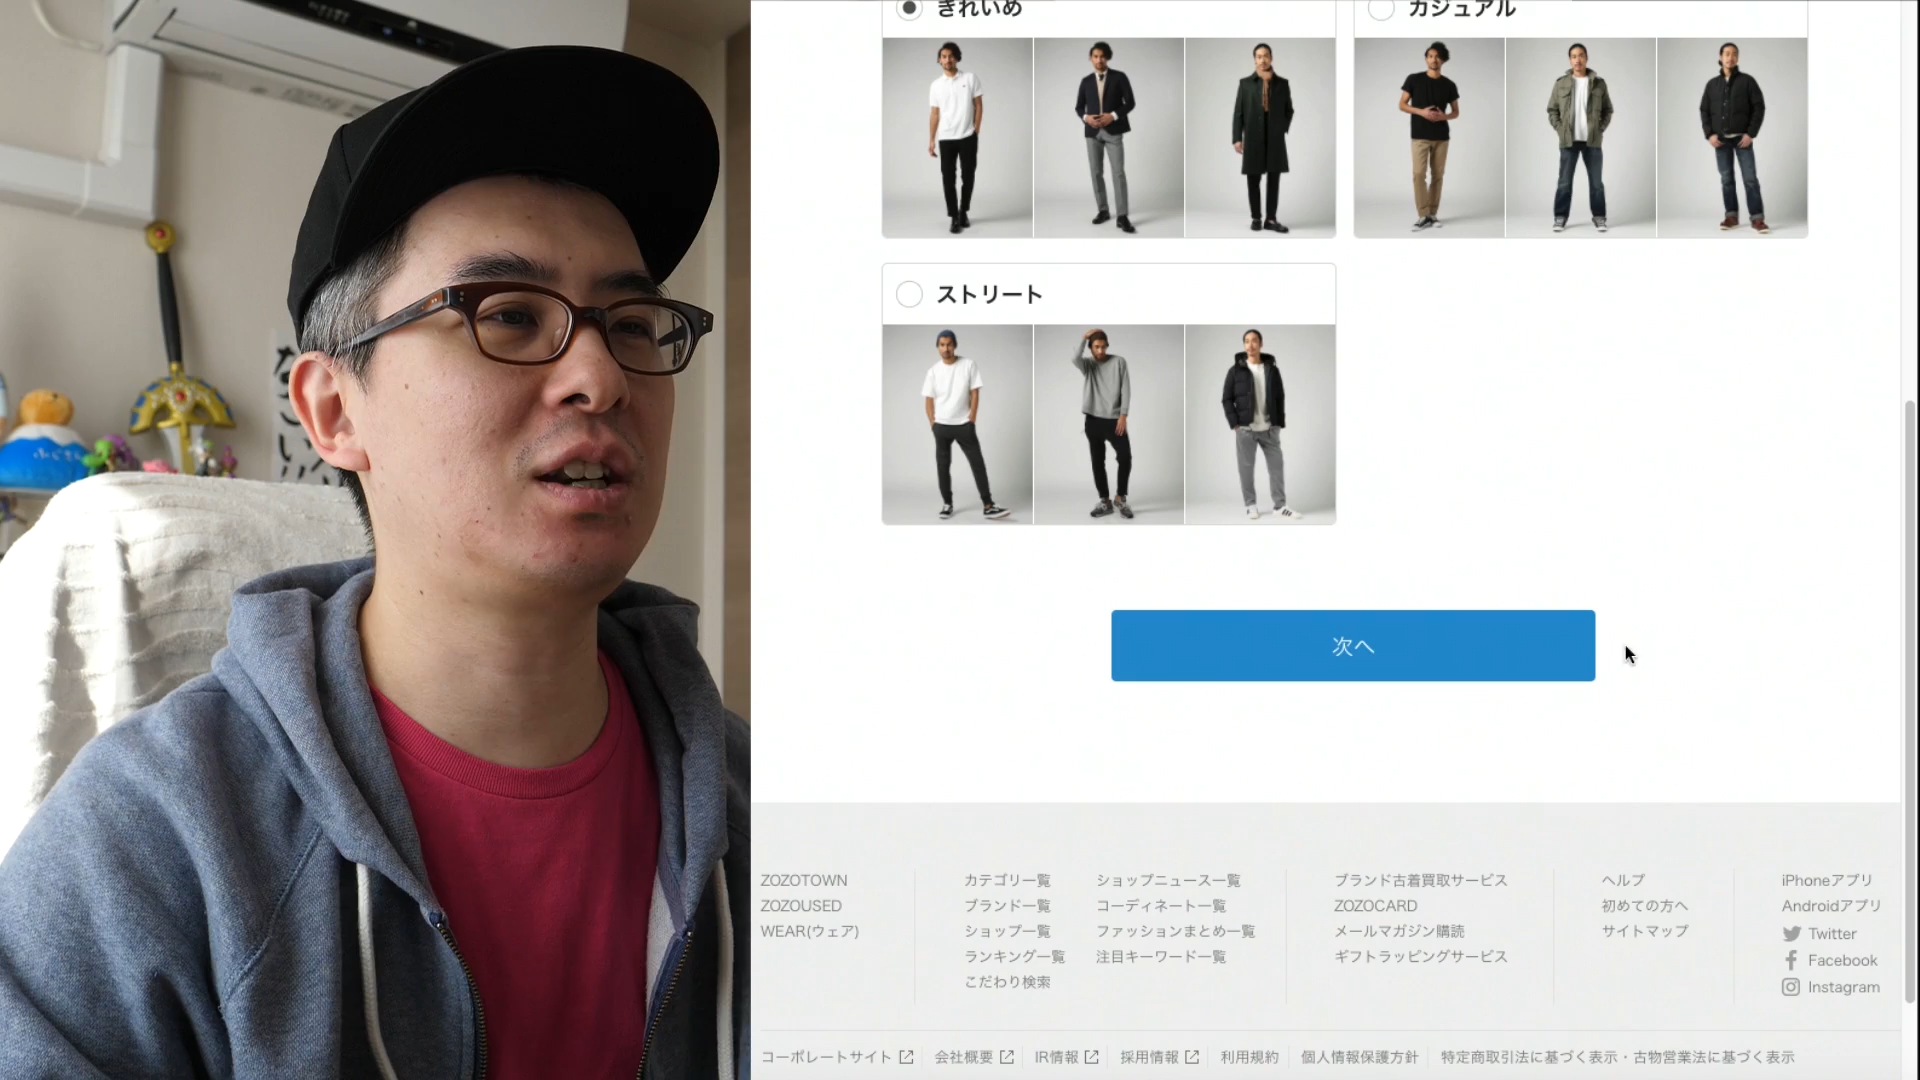 きれいめ
カジュアル
ストリート
次へ
ZOZOTOWN
ZOZOUSED
WEAR(ウェア)
カテゴリ一覧
ブランド一覧
ショップ一覧
ランキング一覧
こだわり検索
ショップニュース一覧
コーディネート一覧
ファッションまとめ一覧
注目キーワード一覧
ブランド古着買取サービス
ZOZOCARD
メールマガジン購読
ギフトラッピングサービス
ヘルプ
初めての方へ
サイトマップ
iPhoneアプリ
Androidアプリ
Twitter
Facebook
Instagram
コーポレートサイト
会社概要
IR情報
採用情報
利用規約
個人情報保護方針
特定商取引法に基づく表示・古物営業法に基づく表示